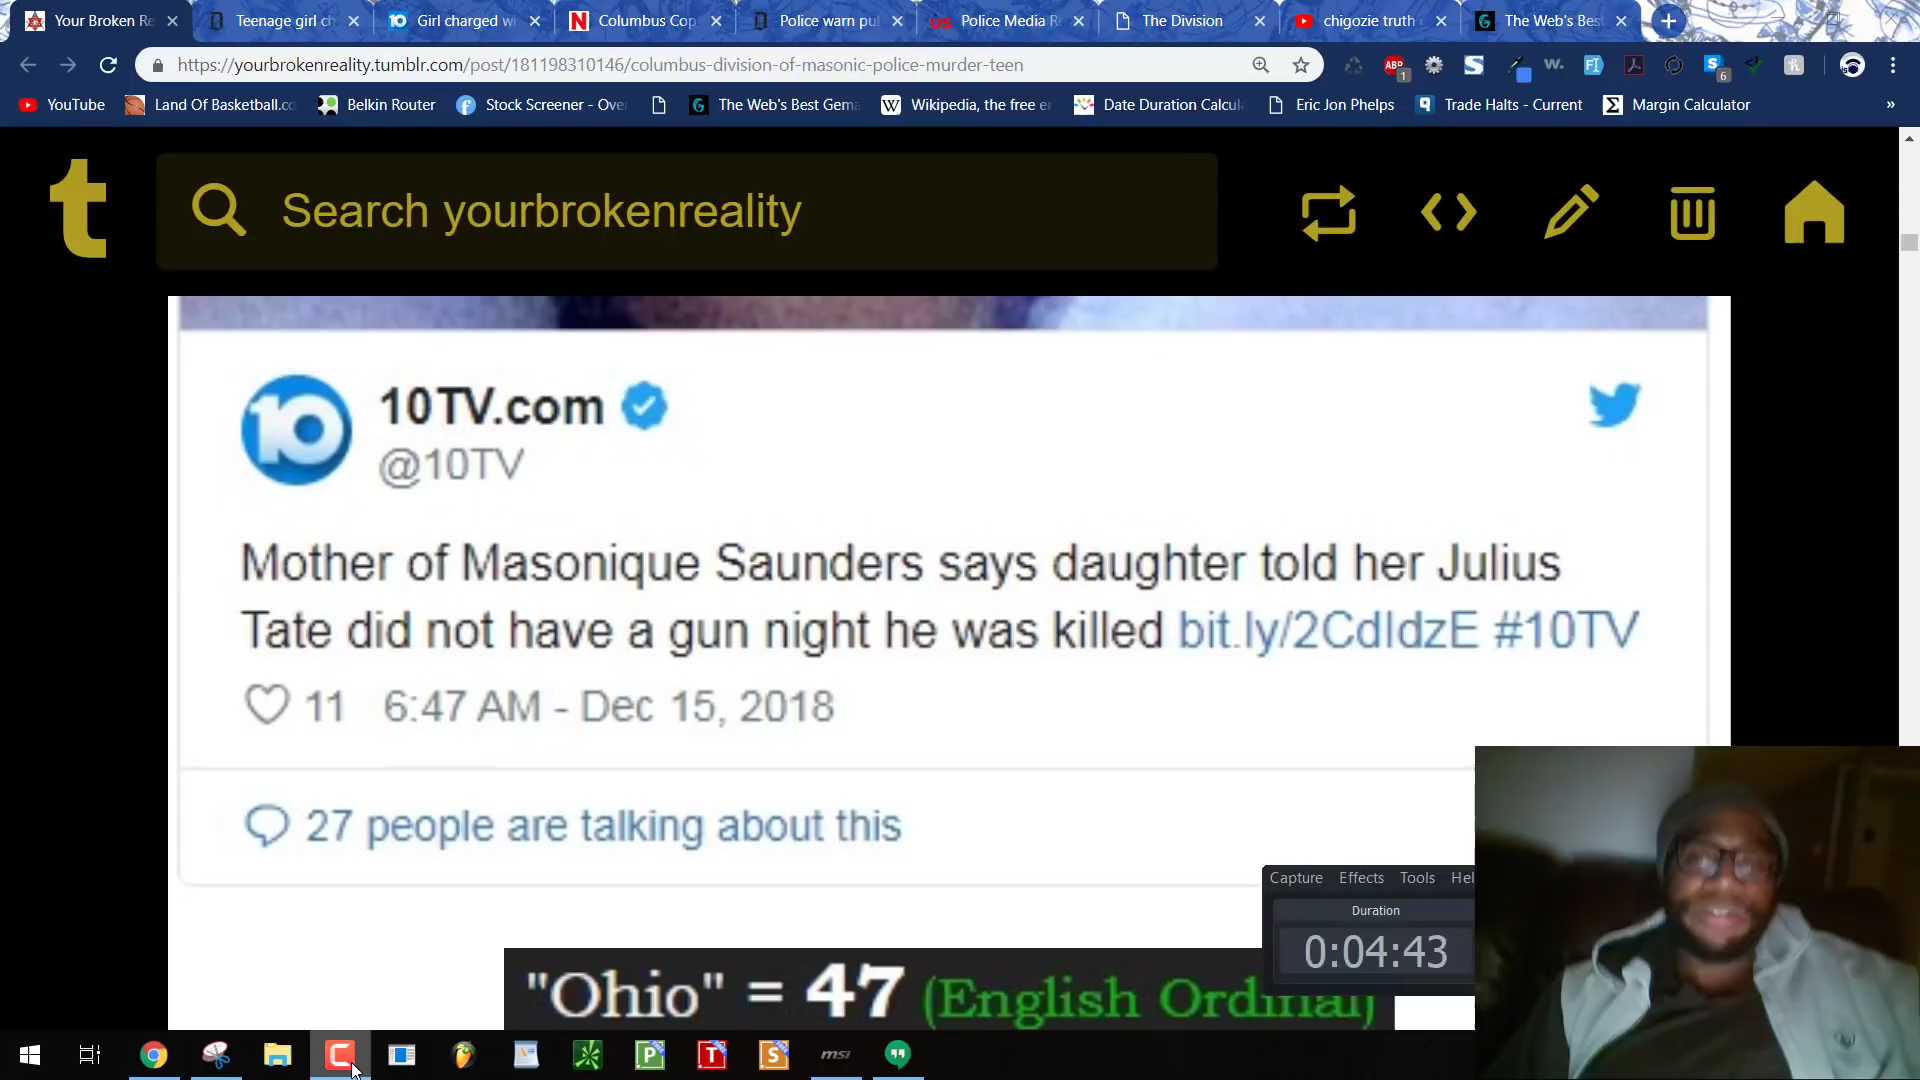 Your Broken Re
Teenage girl ch
Girl charged w
Columbus Cop
Police warn pu
Police Media R
The Division
chigozie truth
The Web's Best
https://yourbrokenreality.tumblr.com/post/181198310146/columbus-division-of-masonic-police-murder-teen
YouTube
Land Of Basketball.co
Belkin Router
Stock Screener - Over
The Web's Best Gema
Wikipedia, the free en
Date Duration Calcul
Eric Jon Phelps
Trade Halts - Current
Margin Calculator
»
t
Search yourbrokenreality
10
10TV.com
@10TV
Mother of Masonique Saunders says daughter told her Julius
Tate did not have a gun night he was killed bit.ly/2CdIdzE #10TV
11 6:47 AM - Dec 15, 2018
27 people are talking about this
Capture Effects Tools Hel
Duration
0:04:43
"Ohio" = 47 (English Ordinal)
msi